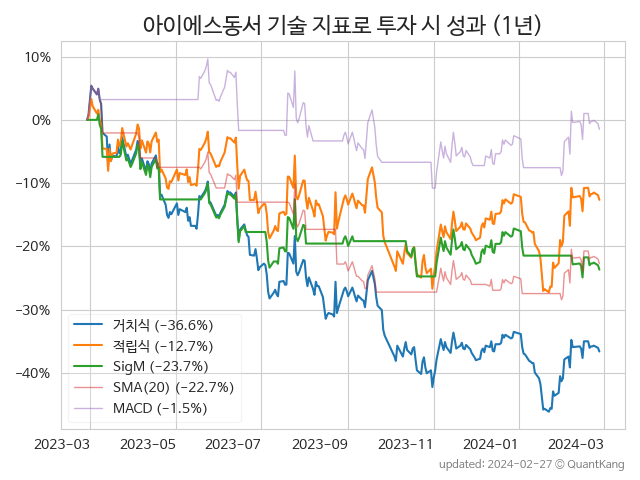 아이에스동서 기술 지표로 투자 시 성과 (1년)
10%
0%
−10%
−20%
−30%
−40%
거치식 (−36.6%)
적립식 (−12.7%)
SigM (−23.7%)
SMA(20) (−22.7%)
MACD (−1.5%)
2023-03 2023-05 2023-07 2023-09 2023-11 2024-01 2024-03
updated: 2024-02-27 © QuantKang